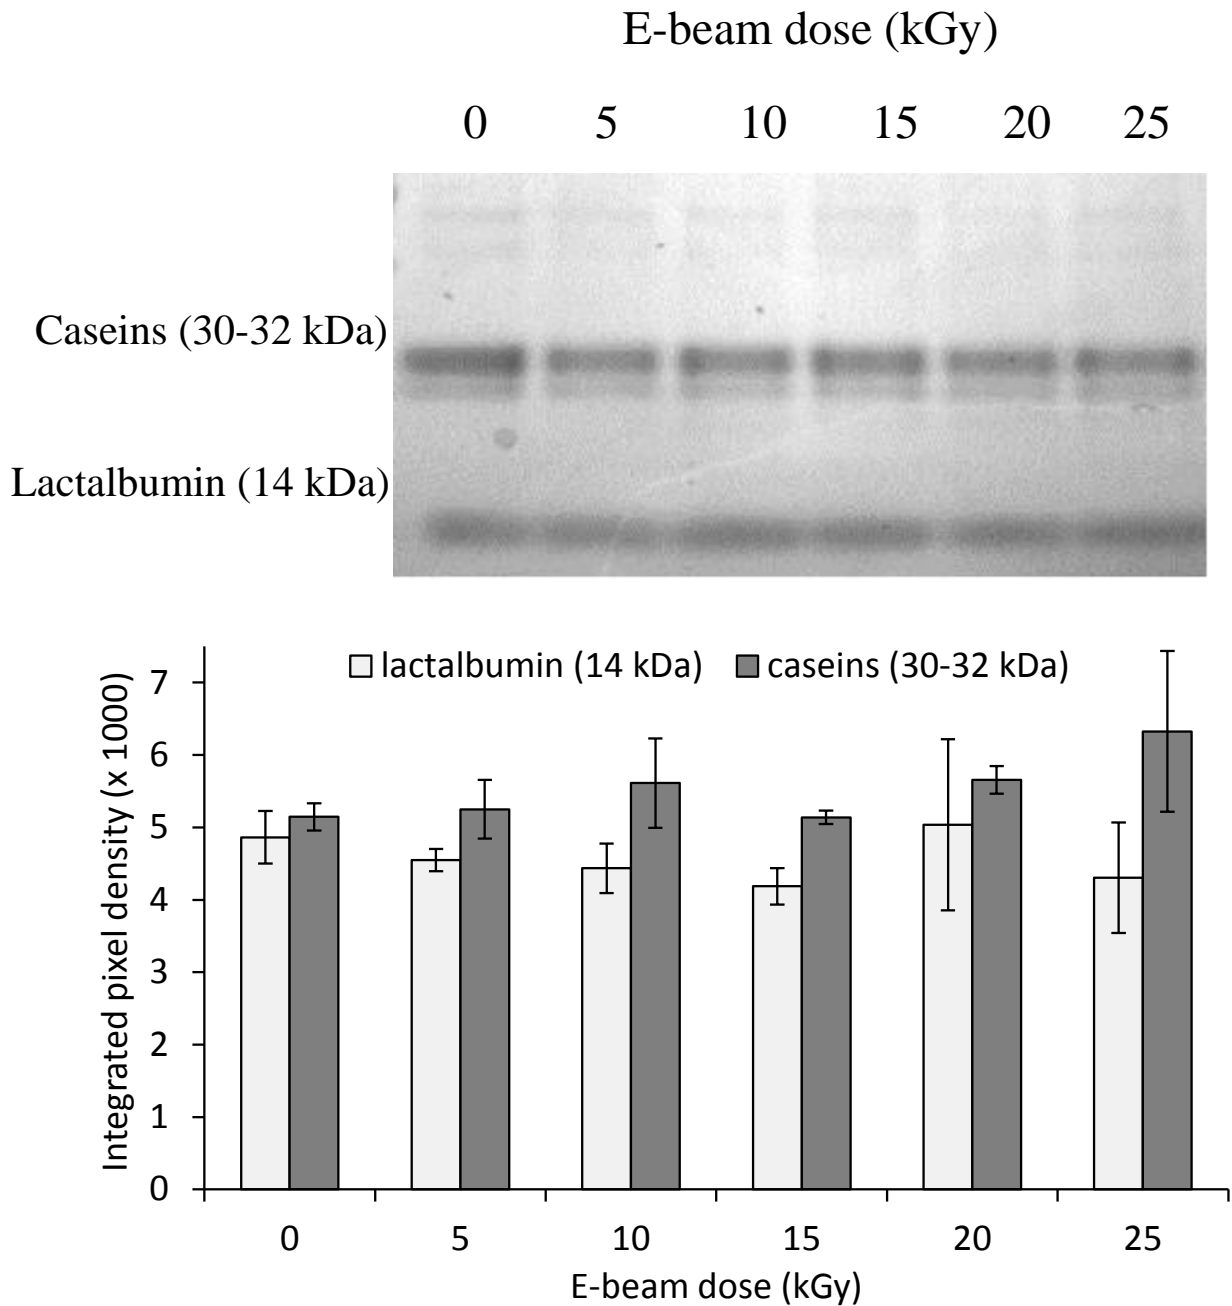 E-beam dose (kGy)
0 5 10 15 20 25
Caseins (30-32 kDa)
Lactalbumin (14 kDa)
lactalbumin (14 kDa) caseins (30-32 kDa)
Integrated pixel density (x 1000)
7
6
5
4
3
2
1
0
0 5 10 15 20 25
E-beam dose (kGy)